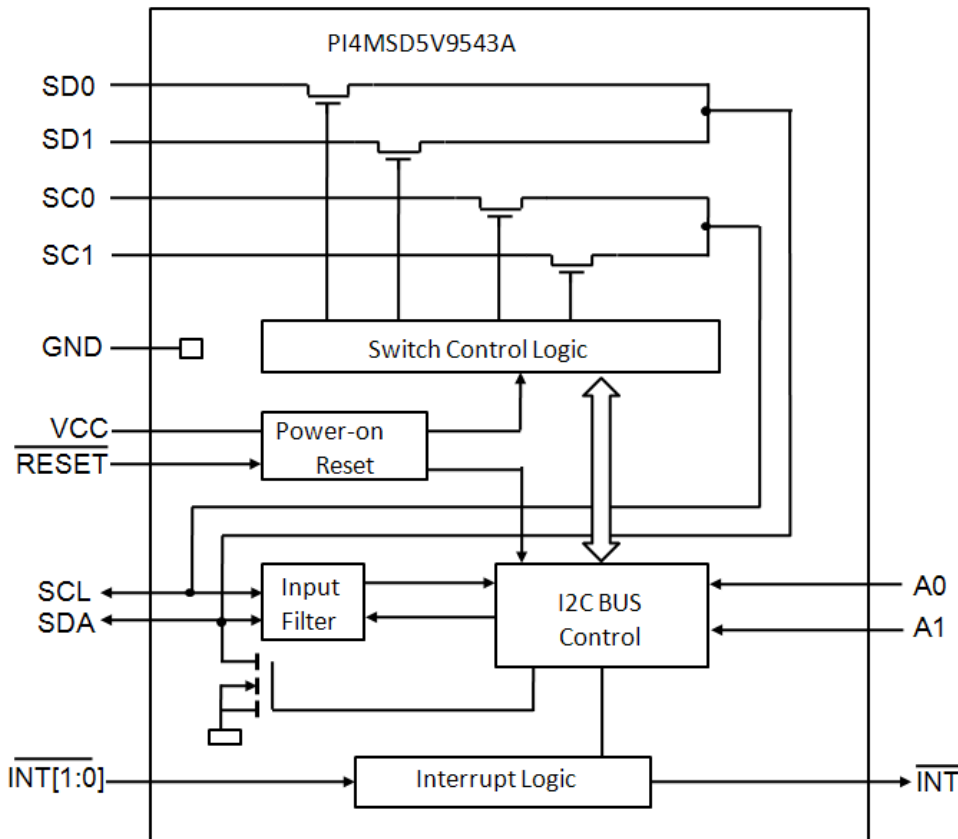 PI4MSD5V9543A
SD0
SD1
SC0
SC1
GND
Switch Control Logic
VCC
RESET
Power-on
Reset
SCL
SDA
Input
Filter
I2C BUS
Control
A0
A1
INT[1:0]
Interrupt Logic
INT